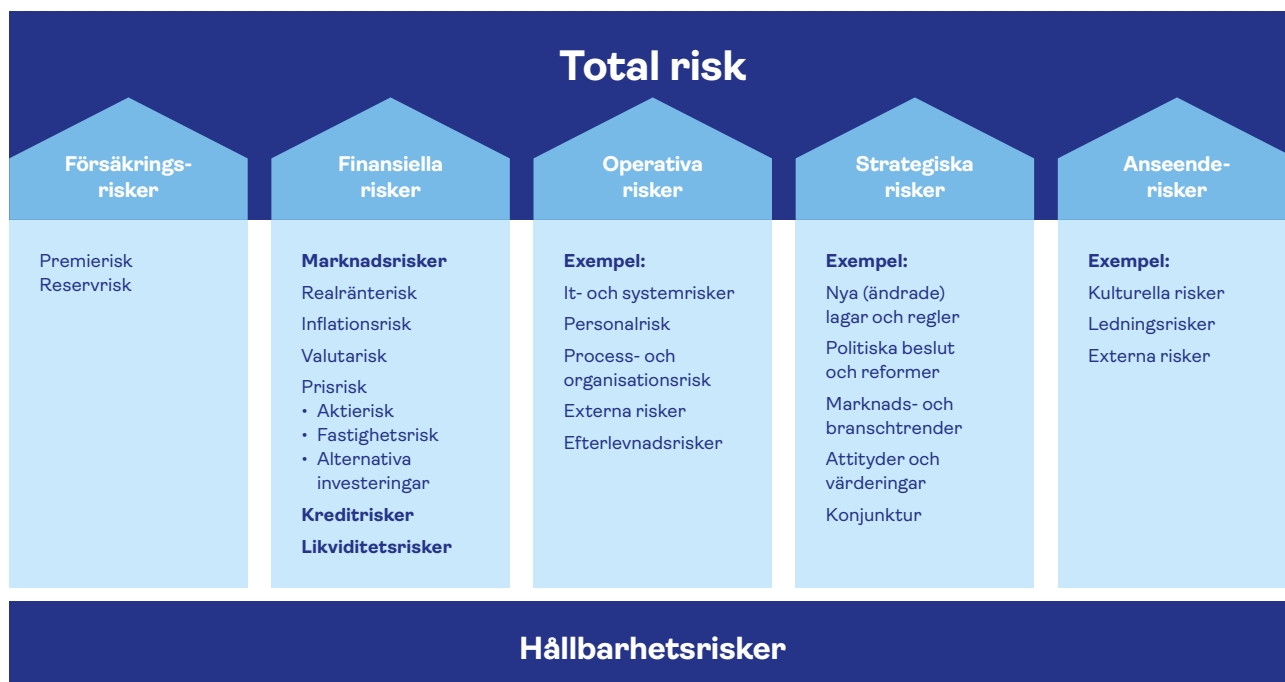 Total risk
Försäkrings-
risker
Premierisk
Reservrisk
Finansiella
risker
Marknadsrisker
Realränterisk
Inflationsrisk
Valutarisk
Prisrisk
• Aktierisk
• Fastighetsrisk
• Alternativa
investeringar
Kreditrisker
Likviditetsrisker
Operativa
risker
Exempel:
It- och systemrisker
Personalrisk
Process- och
organisationsrisk
Externa risker
Efterlevnadsrisker
Strategiska
risker
Exempel:
Nya (ändrade)
lagar och regler
Politiska beslut
och reformer
Marknads- och
branschtrender
Attityder och
värderingar
Konjunktur
Anseende-
risker
Exempel:
Kulturella risker
Ledningsrisker
Externa risker
Hållbarhetsrisker